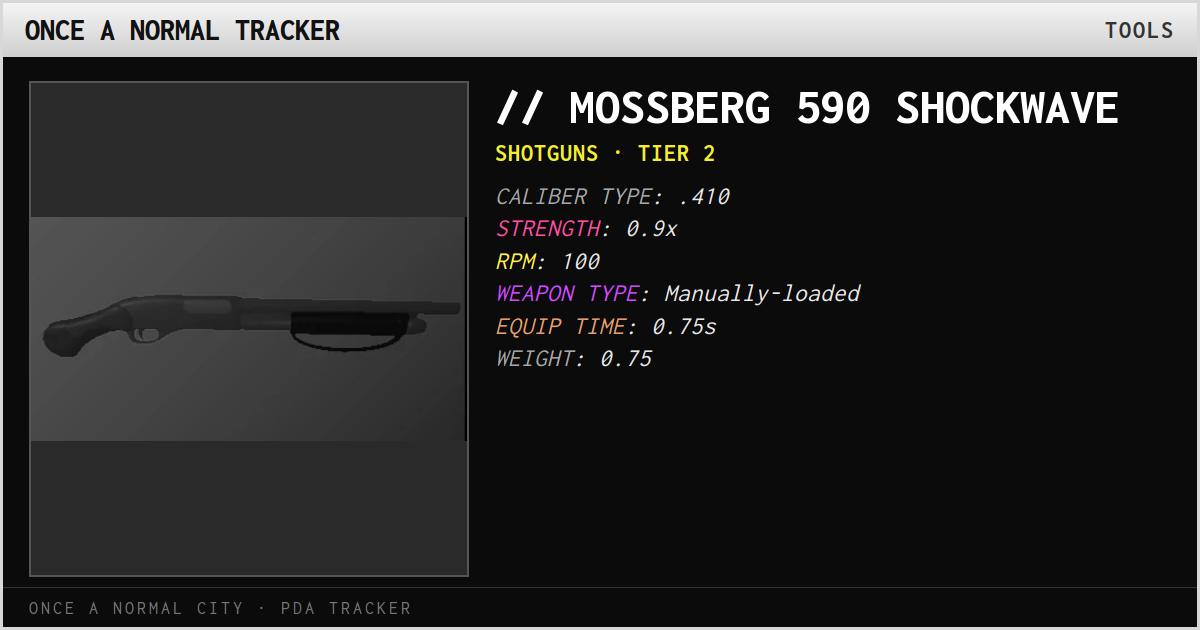 ONCE A NORMAL TRACKER
TOOLS
// MOSSBERG 590 SHOCKWAVE
SHOTGUNS · TIER 2
CALIBER TYPE: .410
STRENGTH: 0.9x
RPM: 100
WEAPON TYPE: Manually-loaded
EQUIP TIME: 0.75s
WEIGHT: 0.75
ONCE A NORMAL CITY · PDA TRACKER